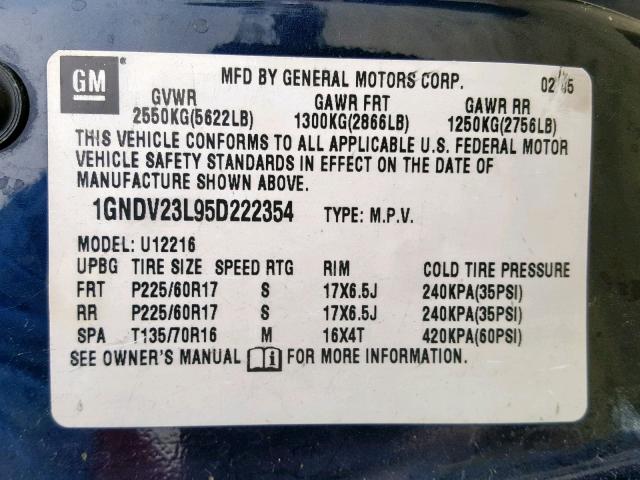 GM
MFD BY GENERAL MOTORS CORP.
GVWR GAWR FRT GAWR RR
2550KG(5622LB) 1300KG(2866LB) 1250KG(2756LB)
THIS VEHICLE CONFORMS TO ALL APPLICABLE U.S. FEDERAL MOTOR
VEHICLE SAFETY STANDARDS IN EFFECT ON THE DATE OF
MANUFACTURE SHOWN ABOVE.
1GNDV23L95D222354 TYPE: M.P.V.
MODEL: U12216
UPBG TIRE SIZE SPEED RTG RIM COLD TIRE PRESSURE
FRT P225/60R17 S 17X6.5J 240KPA(35PSI)
RR P225/60R17 S 17X6.5J 240KPA(35PSI)
SPA T135/70R16 M 16X4T 420KPA(60PSI)
SEE OWNER'S MANUAL i FOR MORE INFORMATION.